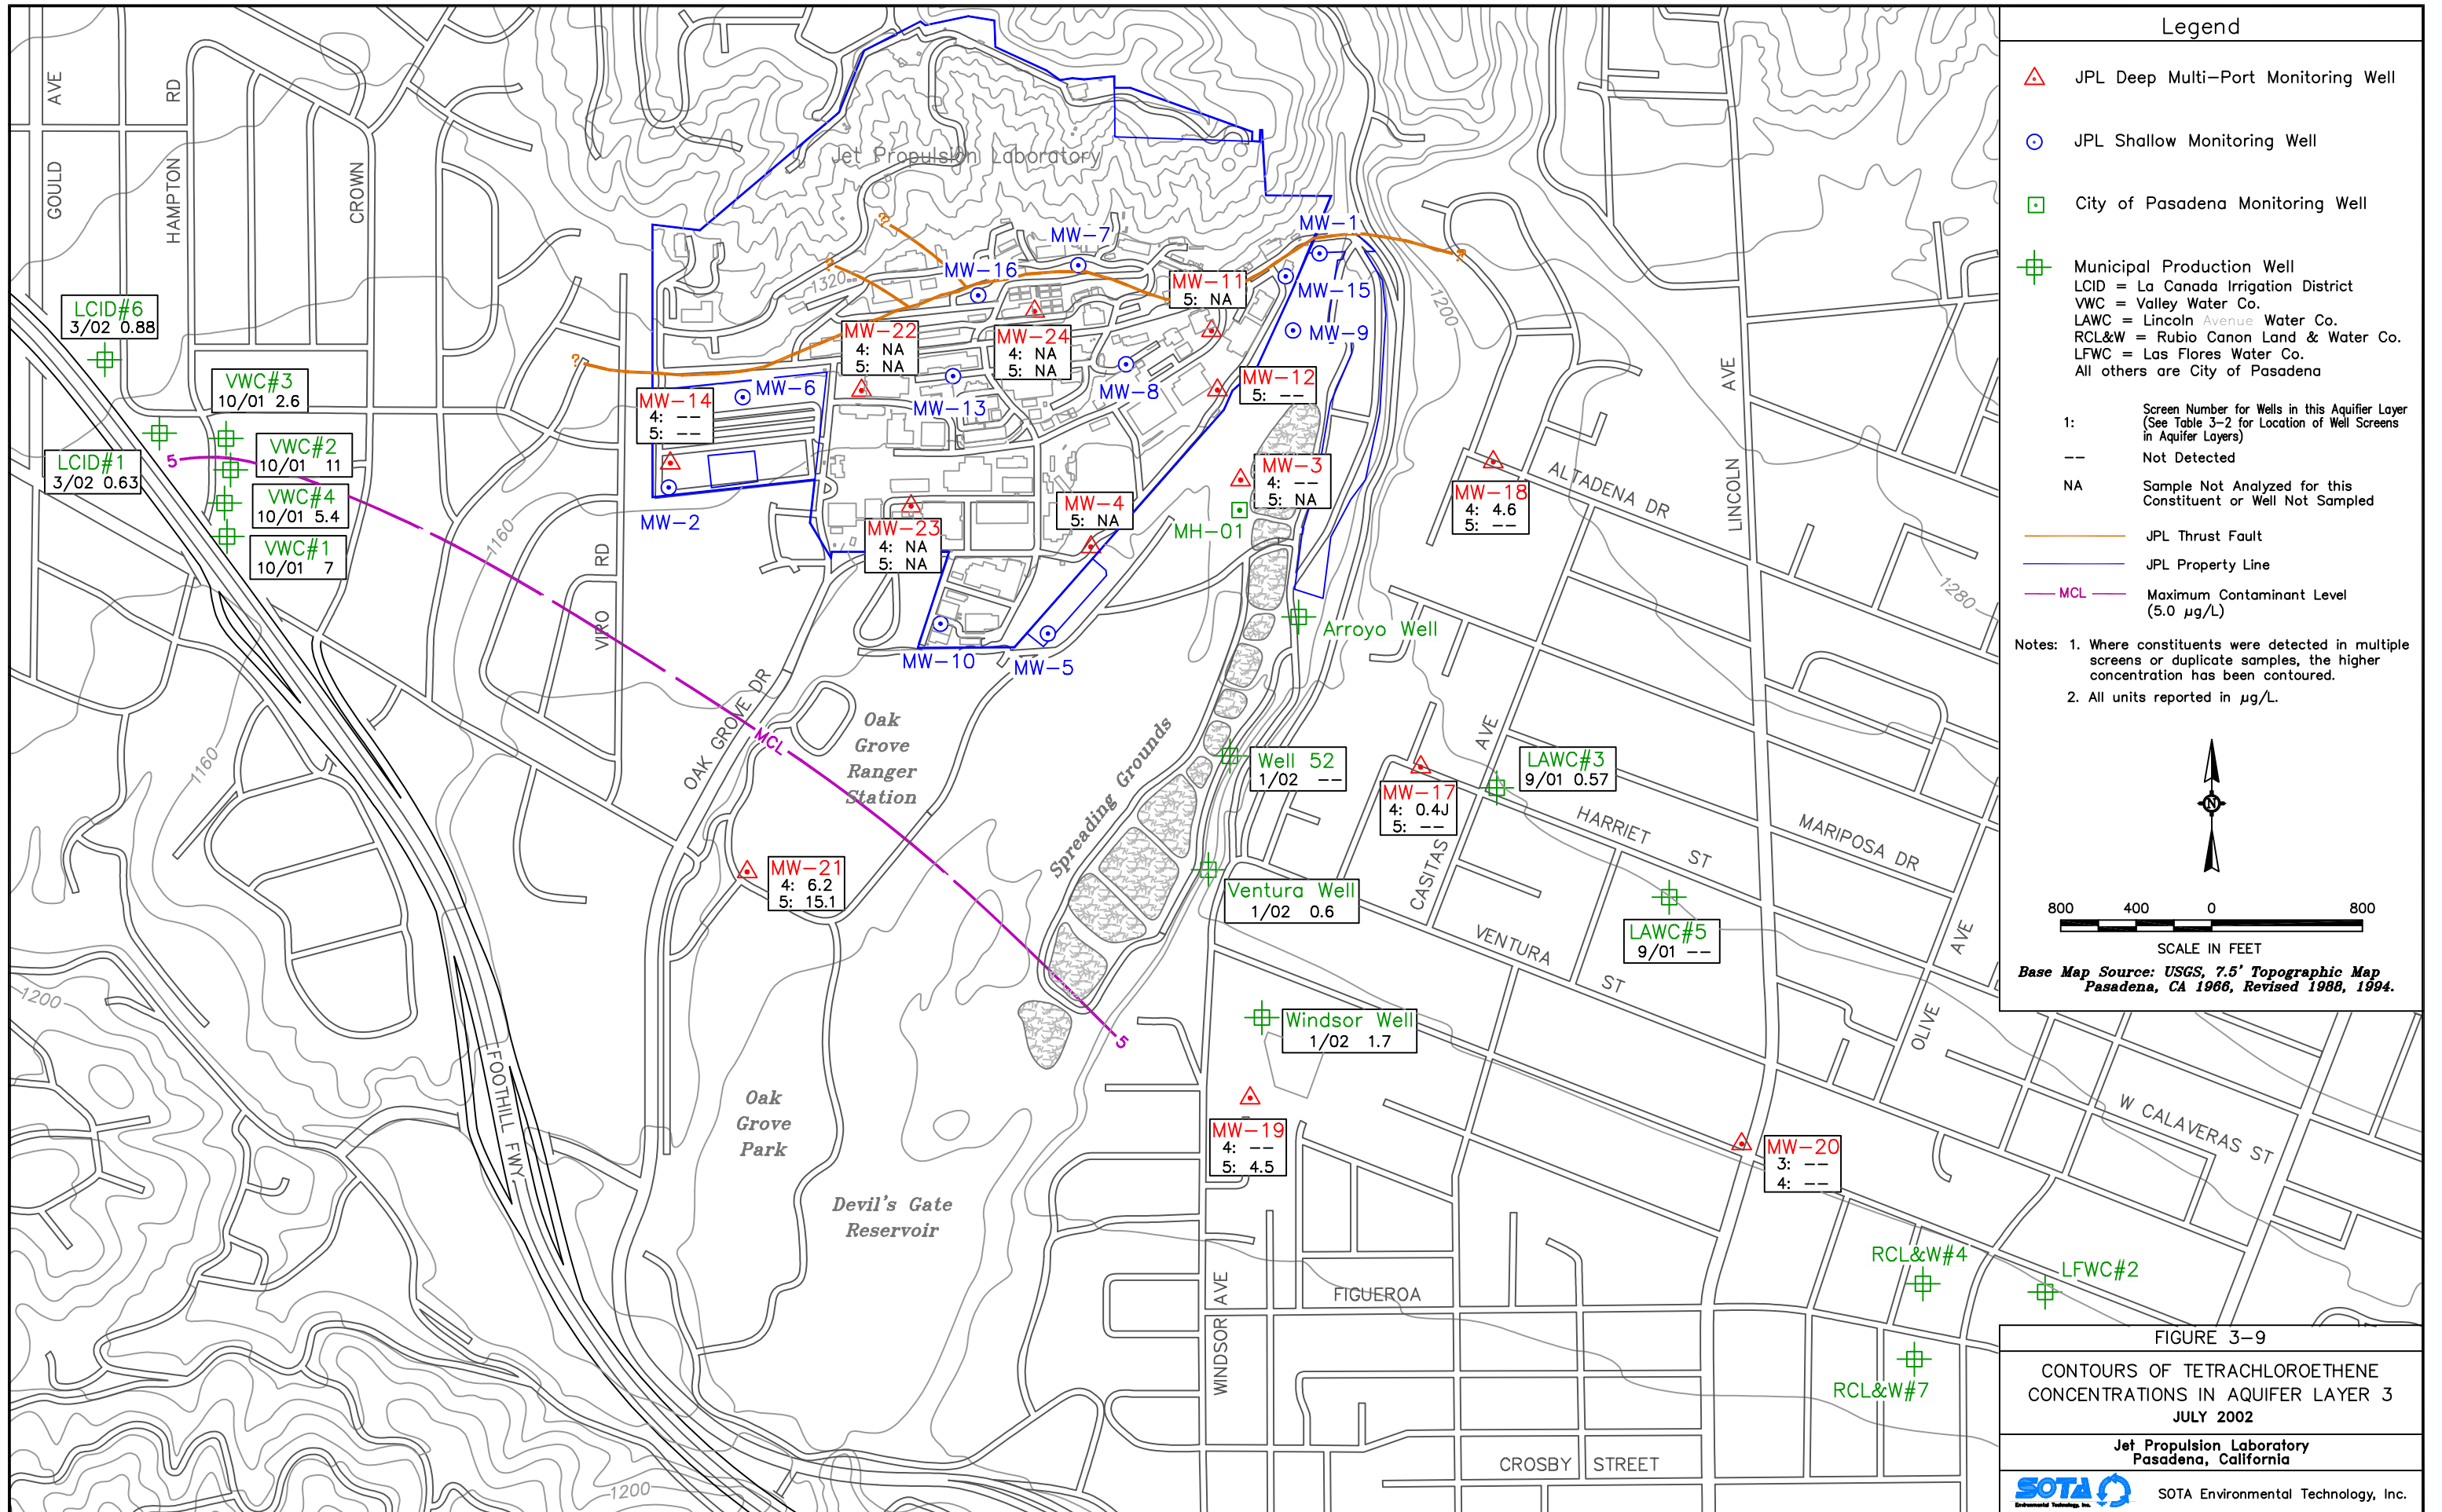 Legend
JPL Deep Multi-Port Monitoring Well
JPL Shallow Monitoring Well
City of Pasadena Monitoring Well
Municipal Production Well
LCID = La Canada Irrigation District
VWC = Valley Water Co.
LAWC = Lincoln Avenue Water Co.
RCL&W = Rubio Canon Land & Water Co.
LFWC = Las Flores Water Co.
All others are City of Pasadena
1:
Screen Number for Wells in this Aquifier Layer
(See Table 3-2 for Location of Well Screens
in Aquifer Layers)
-- Not Detected
NA Sample Not Analyzed for this
Constituent or Well Not Sampled
JPL Thrust Fault
JPL Property Line
MCL Maximum Contaminant Level
(5.0 µg/L)
Notes: 1. Where constituents were detected in multiple
screens or duplicate samples, the higher
concentration has been contoured.
2. All units reported in µg/L.
N
800 400 0 800
SCALE IN FEET
Base Map Source: USGS, 7.5' Topographic Map
Pasadena, CA 1966, Revised 1988, 1994.
FIGURE 3-9
CONTOURS OF TETRACHLOROETHENE
CONCENTRATIONS IN AQUIFER LAYER 3
JULY 2002
Jet Propulsion Laboratory
Pasadena, California
SOTA
Environmental Technology, Inc.
SOTA Environmental Technology, Inc.
GOULD AVE
HAMPTON RD
CROWN
LCID#6
3/02 0.88
VWC#3
10/01 2.6
VWC#2
10/01 11
LCID#1
3/02 0.63
5
VWC#4
10/01 5.4
VWC#1
10/01 7
1160
1160
1200
VIRO RD
OAK GROVE DR
MCL
FOOTHILL FWY
Jet Propulsion Laboratory
?
?
?
?
1320
MW-7
MW-1
MW-16
MW-11
5: NA
MW-15
MW-9
MW-22
4: NA
5: NA
MW-24
4: NA
5: NA
MW-6
MW-13
MW-8
MW-12
5: --
MW-14
4: --
5: --
MW-2
MW-23
4: NA
5: NA
MW-4
5: NA
MW-3
4: --
5: NA
MH-01
MW-10
MW-5
Arroyo Well
1200
MW-18
4: 4.6
5: --
ALTADENA DR
LINCOLN AVE
1280
Oak
Grove
Ranger
Station
Spreading Grounds
Well 52
1/02 --
MW-17
4: 0.4J
5: --
LAWC#3
9/01 0.57
CASITAS AVE
HARRIET ST
MARIPOSA DR
MW-21
4: 6.2
5: 15.1
Ventura Well
1/02 0.6
VENTURA ST
LAWC#5
9/01 --
OLIVE AVE
Windsor Well
1/02 1.7
5
Oak
Grove
Park
MW-19
4: --
5: 4.5
MW-20
3: --
4: --
W CALAVERAS ST
Devil's Gate
Reservoir
RCL&W#4
LFWC#2
RCL&W#7
WINDSOR AVE
FIGUEROA
CROSBY STREET
1200